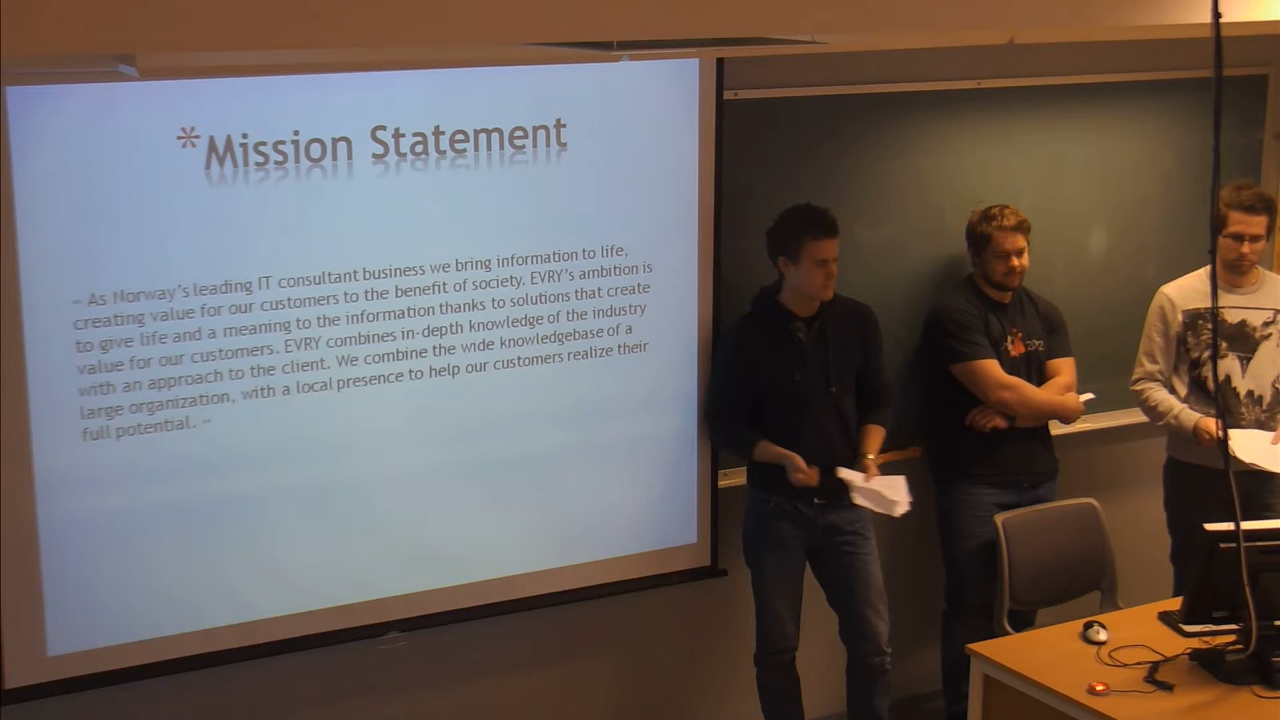 *Mission Statement
" As Norway's leading IT consultant business we bring information to life,
creating value for our customers to the benefit of society. EVRY's ambition is
to give life and a meaning to the information thanks to solutions that create
value for our customers. EVRY combines in-depth knowledge of the industry
with an approach to the client. We combine the wide knowledgebase of a
large organization, with a local presence to help our customers realize their
full potential. "